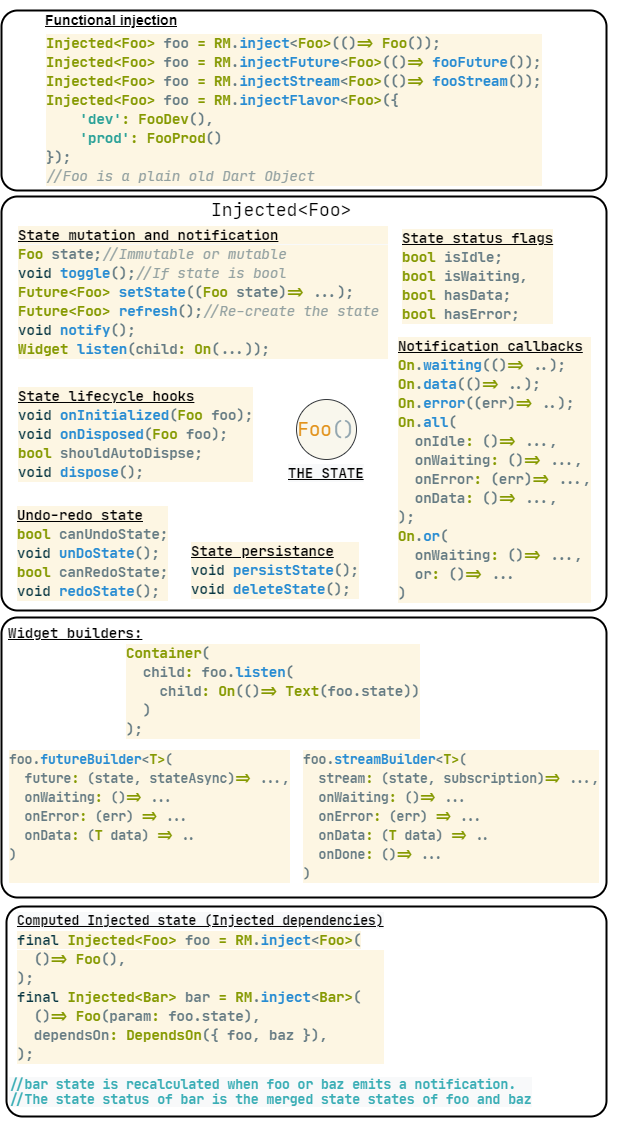 Functional injection
Injected<Foo> foo = RM.inject<Foo>(()=> Foo());
Injected<Foo> foo = RM.injectFuture<Foo>(()=> fooFuture());
Injected<Foo> foo = RM.injectStream<Foo>(()=> fooStream());
Injected<Foo> foo = RM.injectFlavor<Foo>({
    'dev': FooDev(),
    'prod': FooProd()
});
//Foo is a plain old Dart Object
Injected<Foo>
State mutation and notification
Foo state;//Immutable or mutable
void toggle();//If state is bool
Future<Foo> setState((Foo state)=> ...);
Future<Foo> refresh();//Re-create the state
void notify();
Widget listen(child: On(...));
State status flags
bool isIdle;
bool isWaiting,
bool hasData;
bool hasError;
Notification callbacks
On.waiting(()=> ..);
On.data(()=> ..);
On.error((err)=> ..);
On.all(
  onIdle: ()=> ...,
  onWaiting: ()=> ...,
  onError: (err)=> ...,
  onData: ()=> ...,
);
On.or(
  onWaiting: ()=> ...,
  or: ()=> ...
)
State lifecycle hooks
void onInitialized(Foo foo);
void onDisposed(Foo foo);
bool shouldAutoDispse;
void dispose();
Foo()
THE STATE
Undo-redo state
bool canUndoState;
void unDoState();
bool canRedoState;
void redoState();
State persistance
void persistState();
void deleteState();
Widget builders:
Container(
  child: foo.listen(
    child: On(()=> Text(foo.state))
  )
);
foo.futureBuilder<T>(
  future: (state, stateAsync)=> ...,
  onWaiting: ()=> ...
  onError: (err) => ...
  onData: (T data) => ..
)
foo.streamBuilder<T>(
  stream: (state, subscription)=> ...,
  onWaiting: ()=> ...
  onError: (err) => ...
  onData: (T data) => ..
  onDone: ()=> ...
)
Computed Injected state (Injected dependencies)
final Injected<Foo> foo = RM.inject<Foo>(
  ()=> Foo(),
);
final Injected<Bar> bar = RM.inject<Bar>(
  ()=> Foo(param: foo.state),
  dependsOn: DependsOn({ foo, baz }),
);
//bar state is recalculated when foo or baz emits a notification.
//The state status of bar is the merged state states of foo and baz